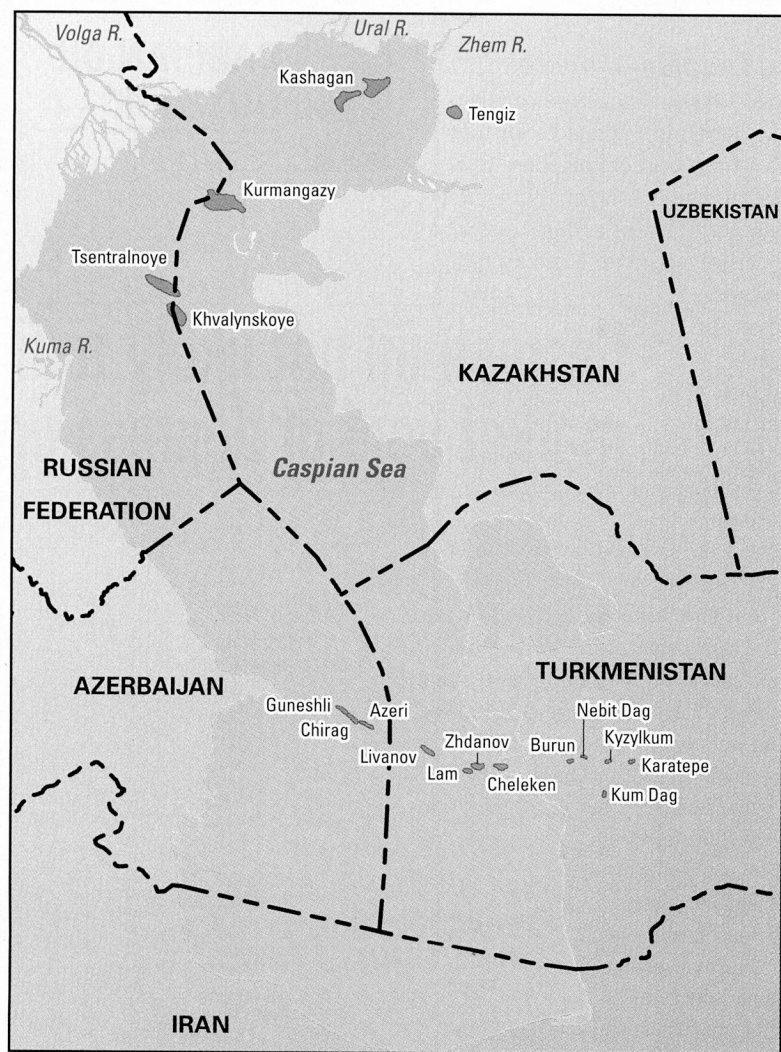 Volga R.
Ural R.
Zhem R.
Kashagan
Tengiz
Kurmangazy
UZBEKISTAN
Tsentralnoye
Khvalynskoye
Kuma R.
KAZAKHSTAN
RUSSIAN
FEDERATION
Caspian Sea
AZERBAIJAN
TURKMENISTAN
Guneshli
Azeri
Chirag
Nebit Dag
Livanov
Zhdanov
Burun
Kyzylkum
Lam
Cheleken
Karatepe
Kum Dag
IRAN